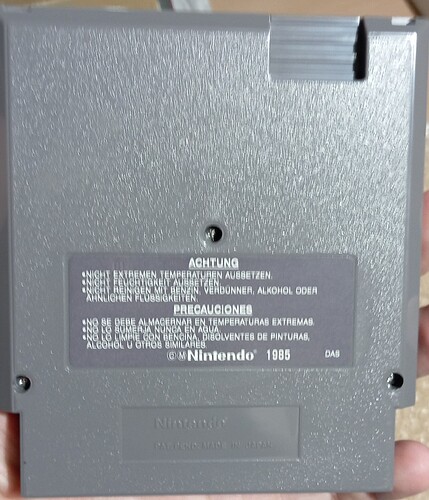 ACHTUNG
•NICHT EXTREMEN TEMPERATUREN AUSSETZEN.
•NICHT FEUCHTIGKEIT AUSSETZEN.
•NICHT REINIGEN MIT BENZIN, VERDÜNNER, ALKOHOL ODER
ÄHNLICHEN FLÜSSIGKEITEN.
PRECAUCIONES
•NO SE DEBE ALMACERNAR EN TEMPERATURAS EXTREMAS.
•NO LO SUMERJA NUNCA EN AGUA.
•NO LO LIMPIE CON BENCINA, DISOLVENTES DE PINTURAS,
ALCOHOL U OTROS SIMILARES.
©M Nintendo® 1985 DAS
Nintendo